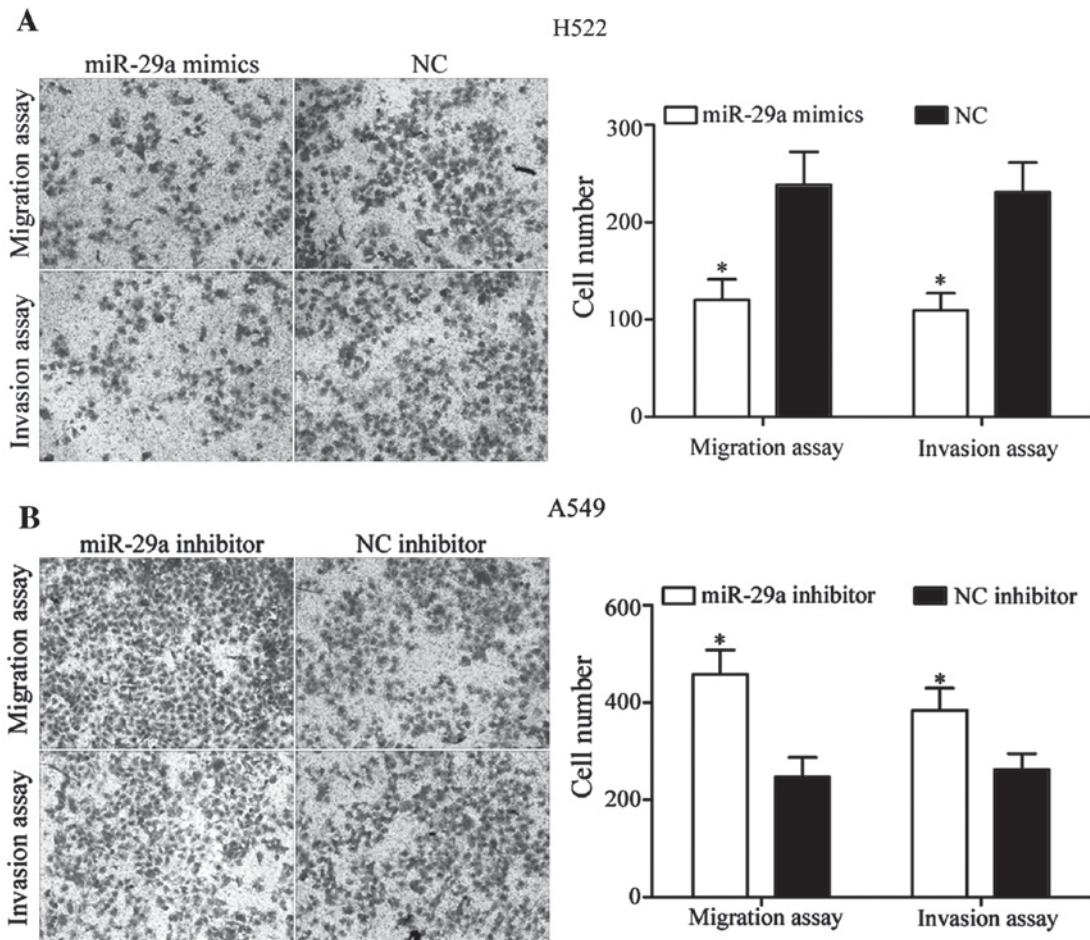 A
H522
miR-29a mimics
NC
Migration assay
Invasion assay
miR-29a mimics
NC
Cell number
300
200
100
0
*
*
Migration assay
Invasion assay
B
A549
miR-29a inhibitor
NC inhibitor
Migration assay
Invasion assay
miR-29a inhibitor
NC inhibitor
Cell number
600
400
200
0
*
*
Migration assay
Invasion assay